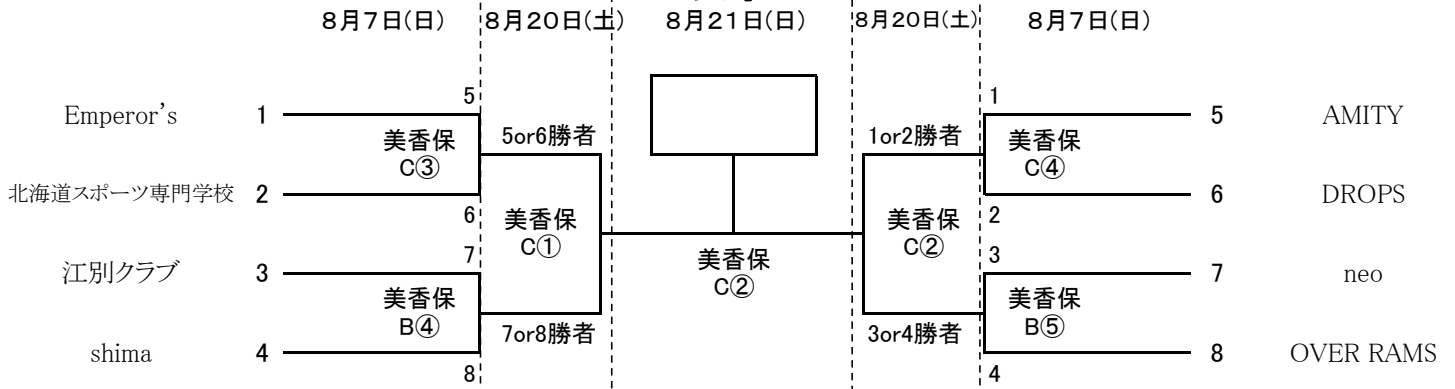 8月7日(日) 8月20日(土) 8月21日(日) 8月20日(土) 8月7日(日)
5 1
Emperor's 1 5 AMITY
5or6勝者 1or2勝者
美香保 美香保
C③ C④
北海道スポーツ専門学校 2 6 DROPS
6 2
美香保 美香保
C① C②
7 3
美香保
C②
江別クラブ 3 7 neo
美香保 美香保
B④ B⑤
7or8勝者 3or4勝者
shima 4 8 OVER RAMS
8 4